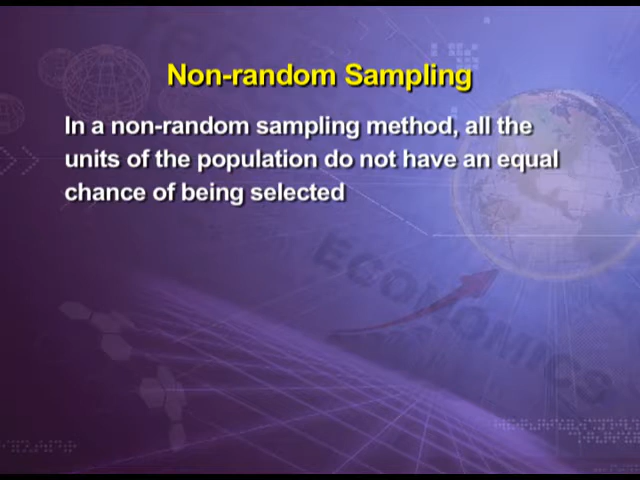 Non-random Sampling
In a non-random sampling method, all the
units of the population do not have an equal
chance of being selected
ECONOMICS